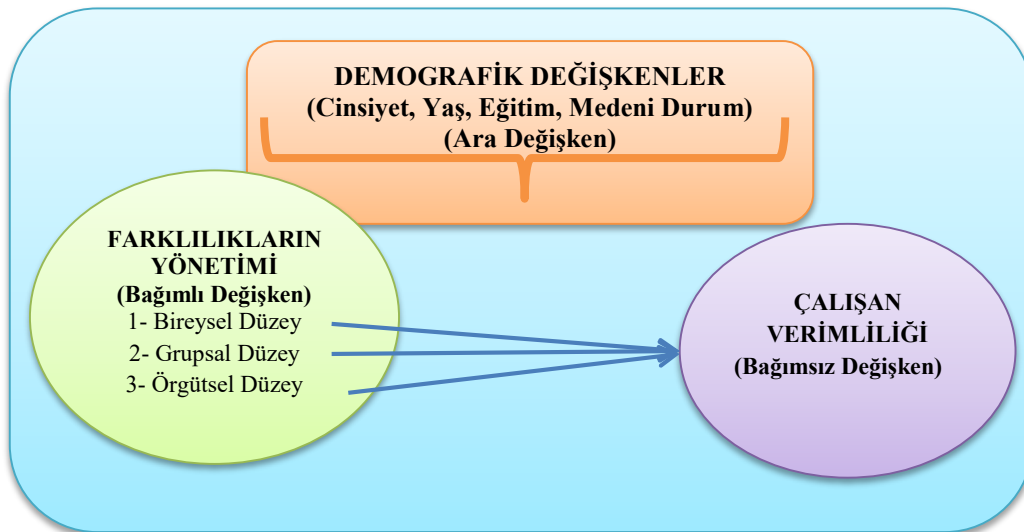 DEMOGRAFİK DEĞİŞKENLER
(Cinsiyet, Yaş, Eğitim, Medeni Durum)
(Ara Değişken)
FARKLILIKLARIN
YÖNETİMİ
(Bağımlı Değişken)
1- Bireysel Düzey
2- Grupsal Düzey
3- Örgütsel Düzey
ÇALIŞAN
VERİMLİLİĞİ
(Bağımsız Değişken)